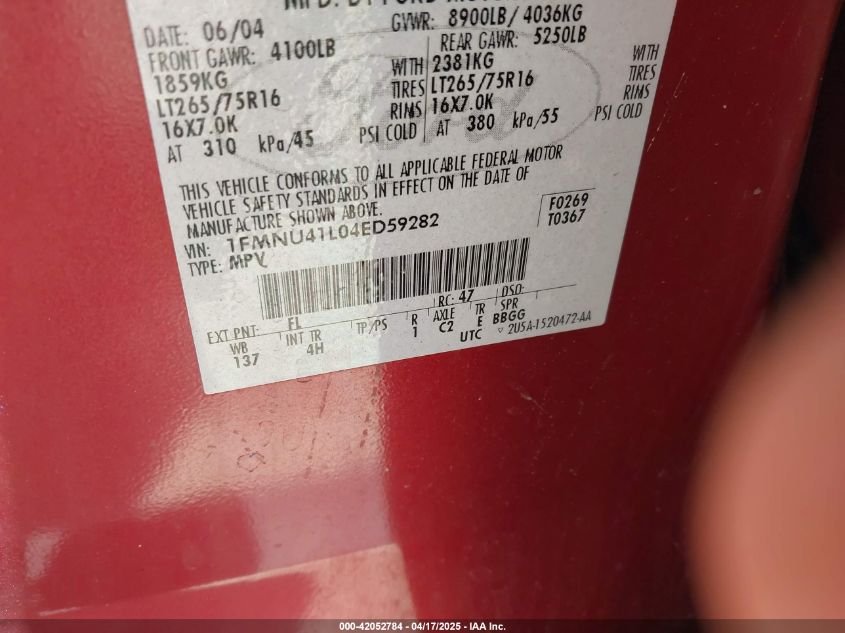 DATE: 06/04 GVWR: 8900LB/ 4036KG
FRONT GAWR: 4100LB REAR GAWR: 5250LB
1859KG WITH 2381KG WITH
LT265/75R16 TIRES LT265/75R16 TIRES
16X7.0K RIMS 16X7.0K RIMS
AT 310 kPa/45 PSI COLD AT 380 kPa/55 PSI COLD
THIS VEHICLE CONFORMS TO ALL APPLICABLE FEDERAL MOTOR
VEHICLE SAFETY STANDARDS IN EFFECT ON THE DATE OF
MANUFACTURE SHOWN ABOVE.
VIN: 1FMNU41L04ED59282
TYPE: MPV
F0269
T0367
RC: 47 DSO:
EXT PNT: FL
WB INT TR TP/PS R AXLE TR SPR
137 4H 1 C2 E BBGG
UTC 2U5A-1520472-AA
000-42052784 - 04/17/2025 - IAA Inc.